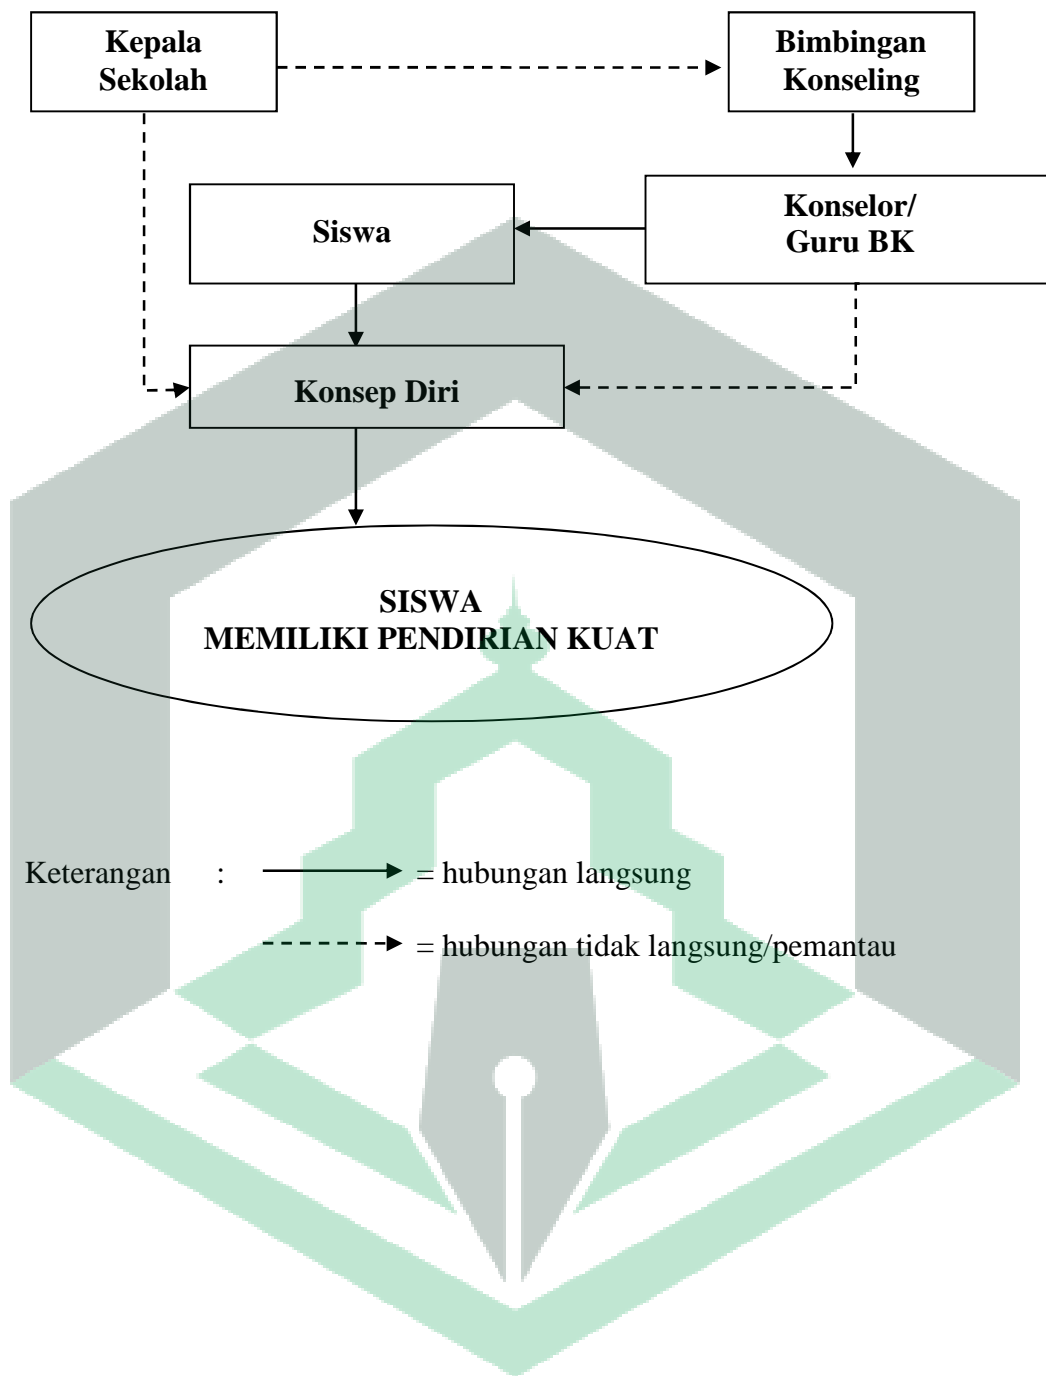 Kepala
Sekolah
Bimbingan
Konseling
Konselor/
Guru BK
Siswa
Konsep Diri
SISWA
MEMILIKI PENDIRIAN KUAT
Keterangan : = hubungan langsung
= hubungan tidak langsung/pemantau